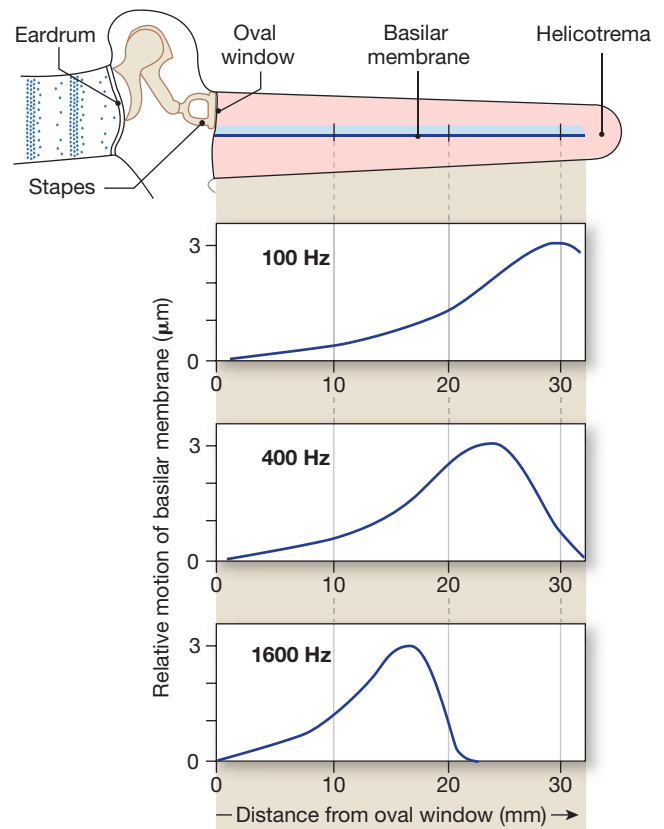 Eardrum
Oval
window
Basilar
membrane
Helicotrema
Stapes
Relative motion of basilar membrane (μm)
3
100 Hz
0
0 10 20 30
3
400 Hz
0
0 10 20 30
3
1600 Hz
0
0 10 20 30
Distance from oval window (mm)